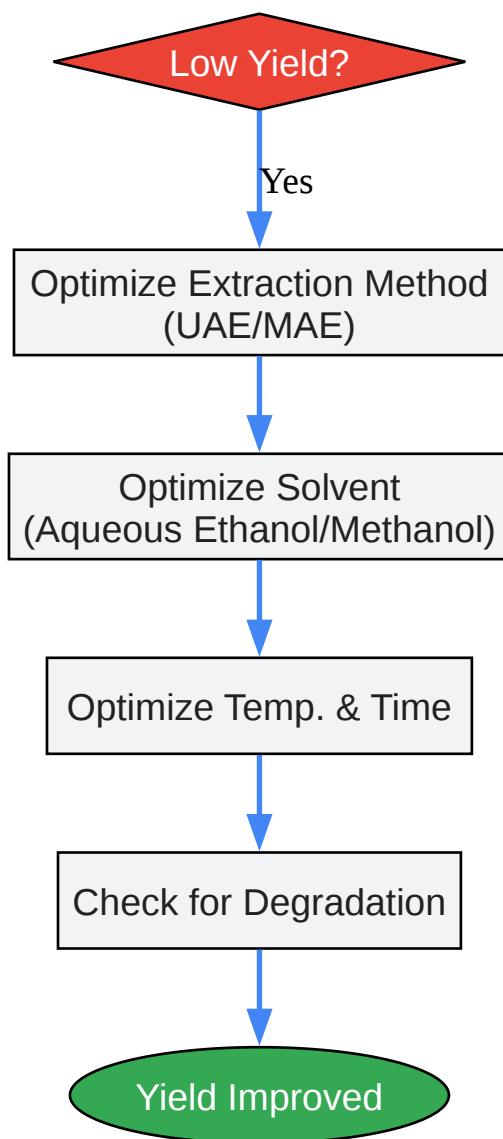 Low Yield?
Yes
Optimize Extraction Method
(UAE/MAE)
Optimize Solvent
(Aqueous Ethanol/Methanol)
Optimize Temp. & Time
Check for Degradation
Yield Improved